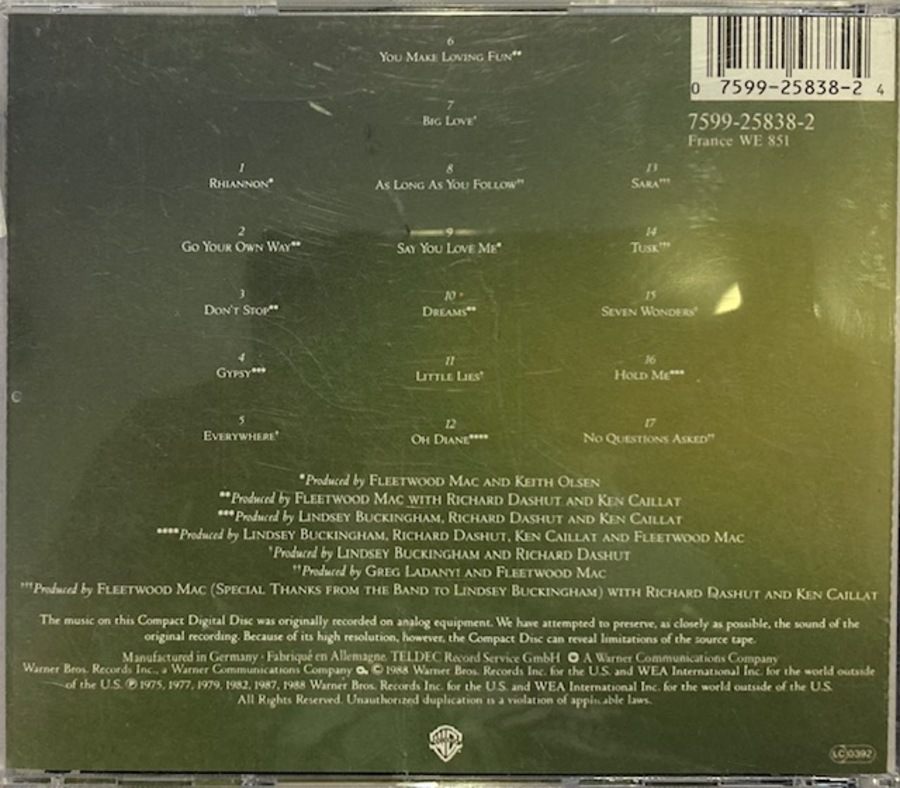 6
YOU MAKE LOVING FUN**
7
BIG LOVE†
1
RHIANNON*
2
GO YOUR OWN WAY**
3
DON'T STOP**
4
GYPSY***
5
EVERYWHERE†
8
AS LONG AS YOU FOLLOW††
9
SAY YOU LOVE ME*
10
DREAMS**
11
LITTLE LIES†
12
OH DIANE****
0 7599-25838-2 4
7599-25838-2
France WE 851
13
SARA†††
14
TUSK†††
15
SEVEN WONDERS†
16
HOLD ME***
17
NO QUESTIONS ASKED††
*Produced by FLEETWOOD MAC AND KEITH OLSEN
**Produced by FLEETWOOD MAC WITH RICHARD DASHUT AND KEN CAILLAT
***Produced by LINDSEY BUCKINGHAM, RICHARD DASHUT AND KEN CAILLAT
****Produced by LINDSEY BUCKINGHAM, RICHARD DASHUT, KEN CAILLAT AND FLEETWOOD MAC
†Produced by LINDSEY BUCKINGHAM AND RICHARD DASHUT
††Produced by GREG LADANYI AND FLEETWOOD MAC
†††Produced by FLEETWOOD MAC (SPECIAL THANKS FROM THE BAND TO LINDSEY BUCKINGHAM) WITH RICHARD DASHUT AND KEN CAILLAT
The music on this Compact Digital Disc was originally recorded on analog equipment. We have attempted to preserve, as closely as possible, the sound of the
original recording. Because of its high resolution, however, the Compact Disc can reveal limitations of the source tape.
Manufactured in Germany · Fabriqué en Allemagne. TELDEC Record Service GmbH A Warner Communications Company
Warner Bros. Records Inc., a Warner Communications Company © 1988 Warner Bros. Records Inc. for the U.S. and WEA International Inc. for the world outside
of the U.S. ℗ 1975, 1977, 1979, 1982, 1987, 1988 Warner Bros. Records Inc. for the U.S. and WEA International Inc. for the world outside of the U.S.
All Rights Reserved. Unauthorized duplication is a violation of applicable laws.
LC 0392